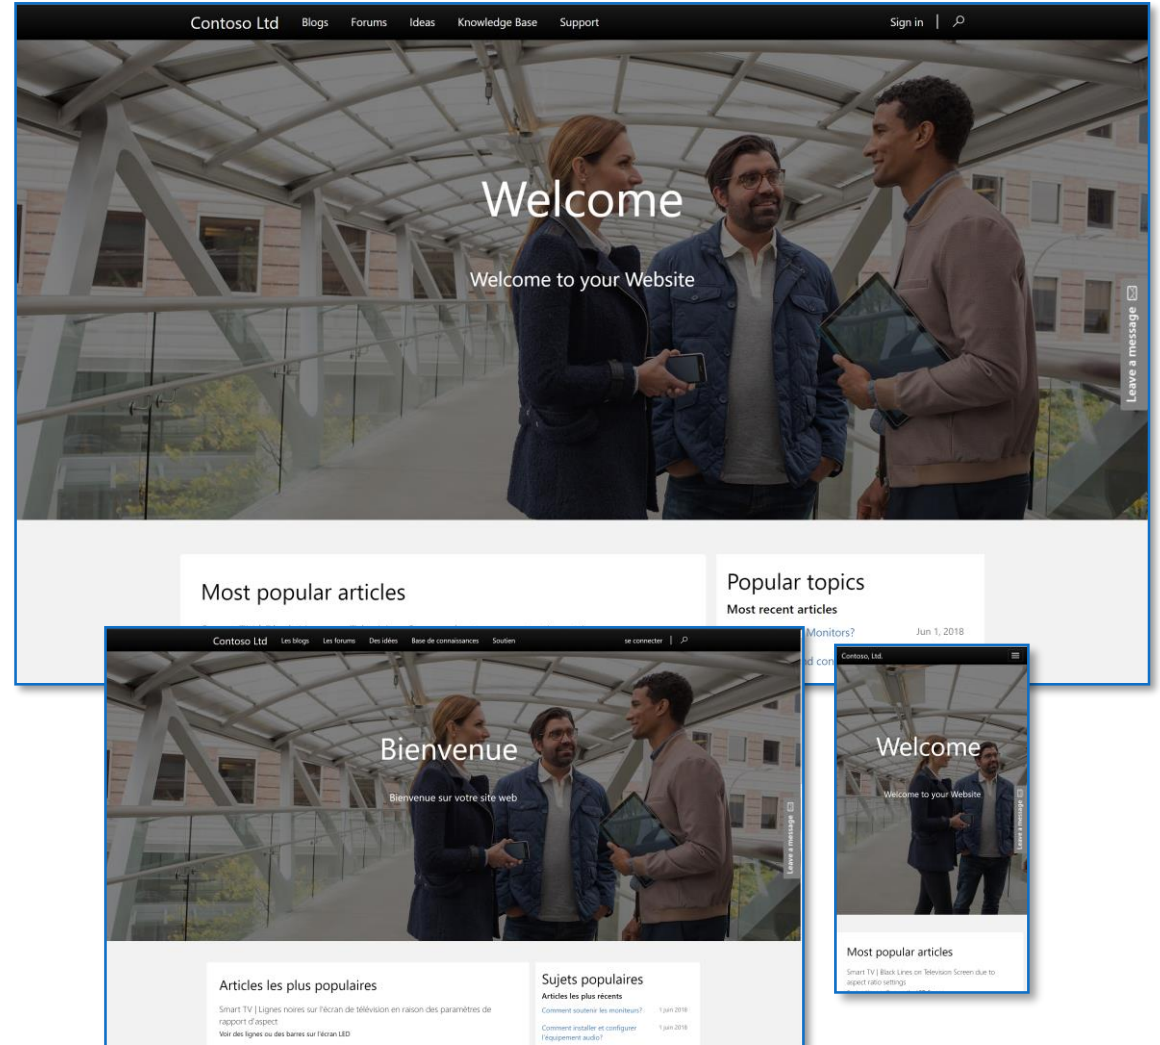 Contoso Ltd Blogs Forums Ideas Knowledge Base Support Sign in
Welcome
Welcome to your Website
Leave a message
Most popular articles
Popular topics
Most recent articles
Monitors? Jun 1, 2018
Contoso Ltd Les blogs Les forums Des idées Base de connaissances Soutien se connecter
Bienvenue
Bienvenue sur votre site web
Leave a message
Articles les plus populaires
Smart TV | Lignes noires sur l'écran de télévision en raison des paramètres de
rapport d'aspect
Voir des lignes ou des barres sur l'écran LED
Sujets populaires
Articles les plus récents
Comment soutenir les moniteurs? 1 juin 2018
Comment installer et configurer 1 juin 2018
l'équipement audio?
Contoso, Ltd.
Welcome
Welcome to your Website
Leave a message
Most popular articles
Smart TV | Black Lines on Television Screen due to
aspect ratio settings